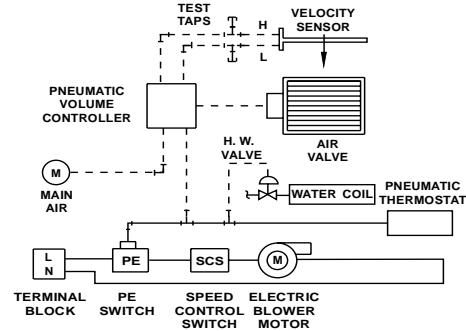 TEST
TAPS
H
L
VELOCITY
SENSOR
PNEUMATIC
VOLUME
CONTROLLER
AIR
VALVE
H. W.
VALVE
M
MAIN
AIR
WATER COIL
PNEUMATIC
THERMOSTAT
L
N
PE
SCS
M
TERMINAL
BLOCK
PE
SWITCH
SPEED
CONTROL
SWITCH
ELECTRIC
BLOWER
MOTOR